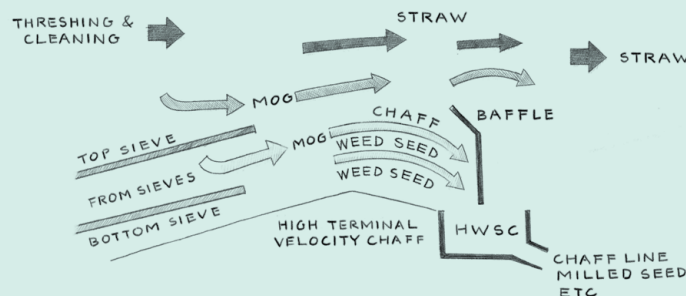 THRESHING &
CLEANING
STRAW
STRAW
MOG
CHAFF
BAFFLE
TOP SIEVE
MOG
WEED SEED
FROM SIEVES
WEED SEED
BOTTOM SIEVE
HIGH TERMINAL
VELOCITY CHAFF
HWSC
CHAFF LINE
MILLED SEED
ETC